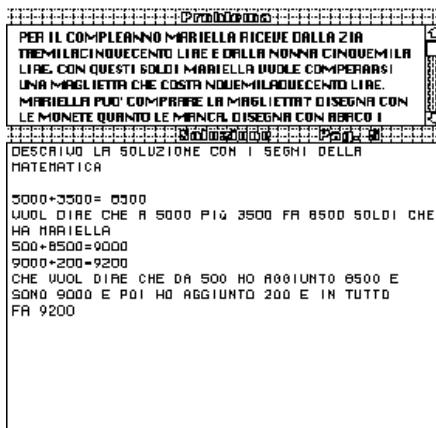 Problema
PER IL COMPLEANNO MARIELLA RICEVE DALLA ZIA
TREMILACINQUECENTO LIRE E DALLA NONNA CINQUEMILA
LIRE. CON QUESTI SOLDI MARIELLA VUOLE COMPERARSI
UNA MAGLIETTA CHE COSTA NOVEMILADUECENTO LIRE.
MARIELLA PUO' COMPRARE LA MAGLIETTA? DISEGNA CON
LE MONETE QUANTO LE MANCA. DISEGNA CON ABACO I
Soluzione Pag.
DESCRIVO LA SOLUZIONE CON I SEGNI DELLA
MATEMATICA
5000+3500= 8500
VUOL DIRE CHE A 5000 PIù 3500 FA 8500 SOLDI CHE
HA MARIELLA
500+8500=9000
9000+200=9200
CHE VUOL DIRE CHE DA 500 HO AGGIUNTO 8500 E
SONO 9000 E POI HO AGGIUNTO 200 E IN TUTTO
FA 9200